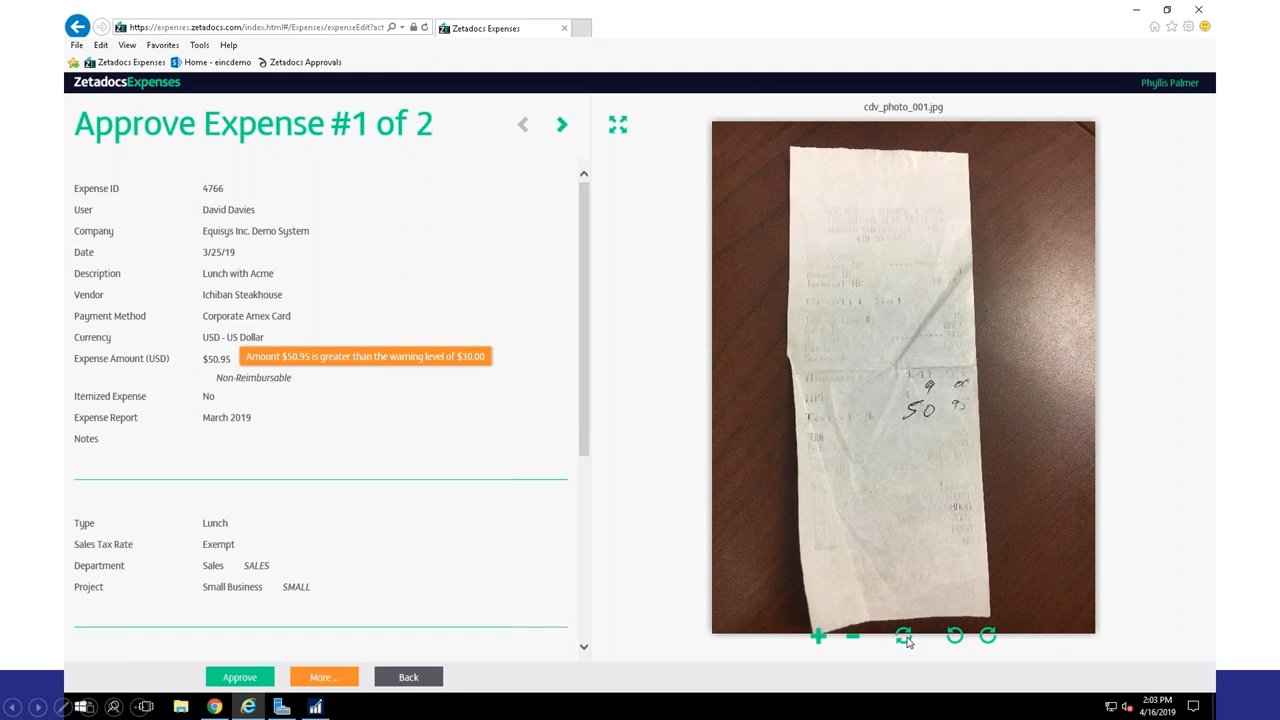 https://expenses.zetadocs.com/index.html#/Expenses/expenseEdit?act
Zetadocs Expenses
File Edit View Favorites Tools Help
Zetadocs Expenses Home - eincdemo Zetadocs Approvals
ZetadocsExpenses
Phyllis Palmer
Approve Expense #1 of 2
Expense ID 4766
User David Davies
Company Equisys Inc. Demo System
Date 3/25/19
Description Lunch with Acme
Vendor Ichiban Steakhouse
Payment Method Corporate Amex Card
Currency USD - US Dollar
Expense Amount (USD) $50.95 Amount $50.95 is greater than the warning level of $30.00
Non-Reimbursable
Itemized Expense No
Expense Report March 2019
Notes
Type Lunch
Sales Tax Rate Exempt
Department Sales SALES
Project Small Business SMALL
Approve More ... Back
cdv_photo_001.jpg
9 00
50 95
2:03 PM
4/16/2019